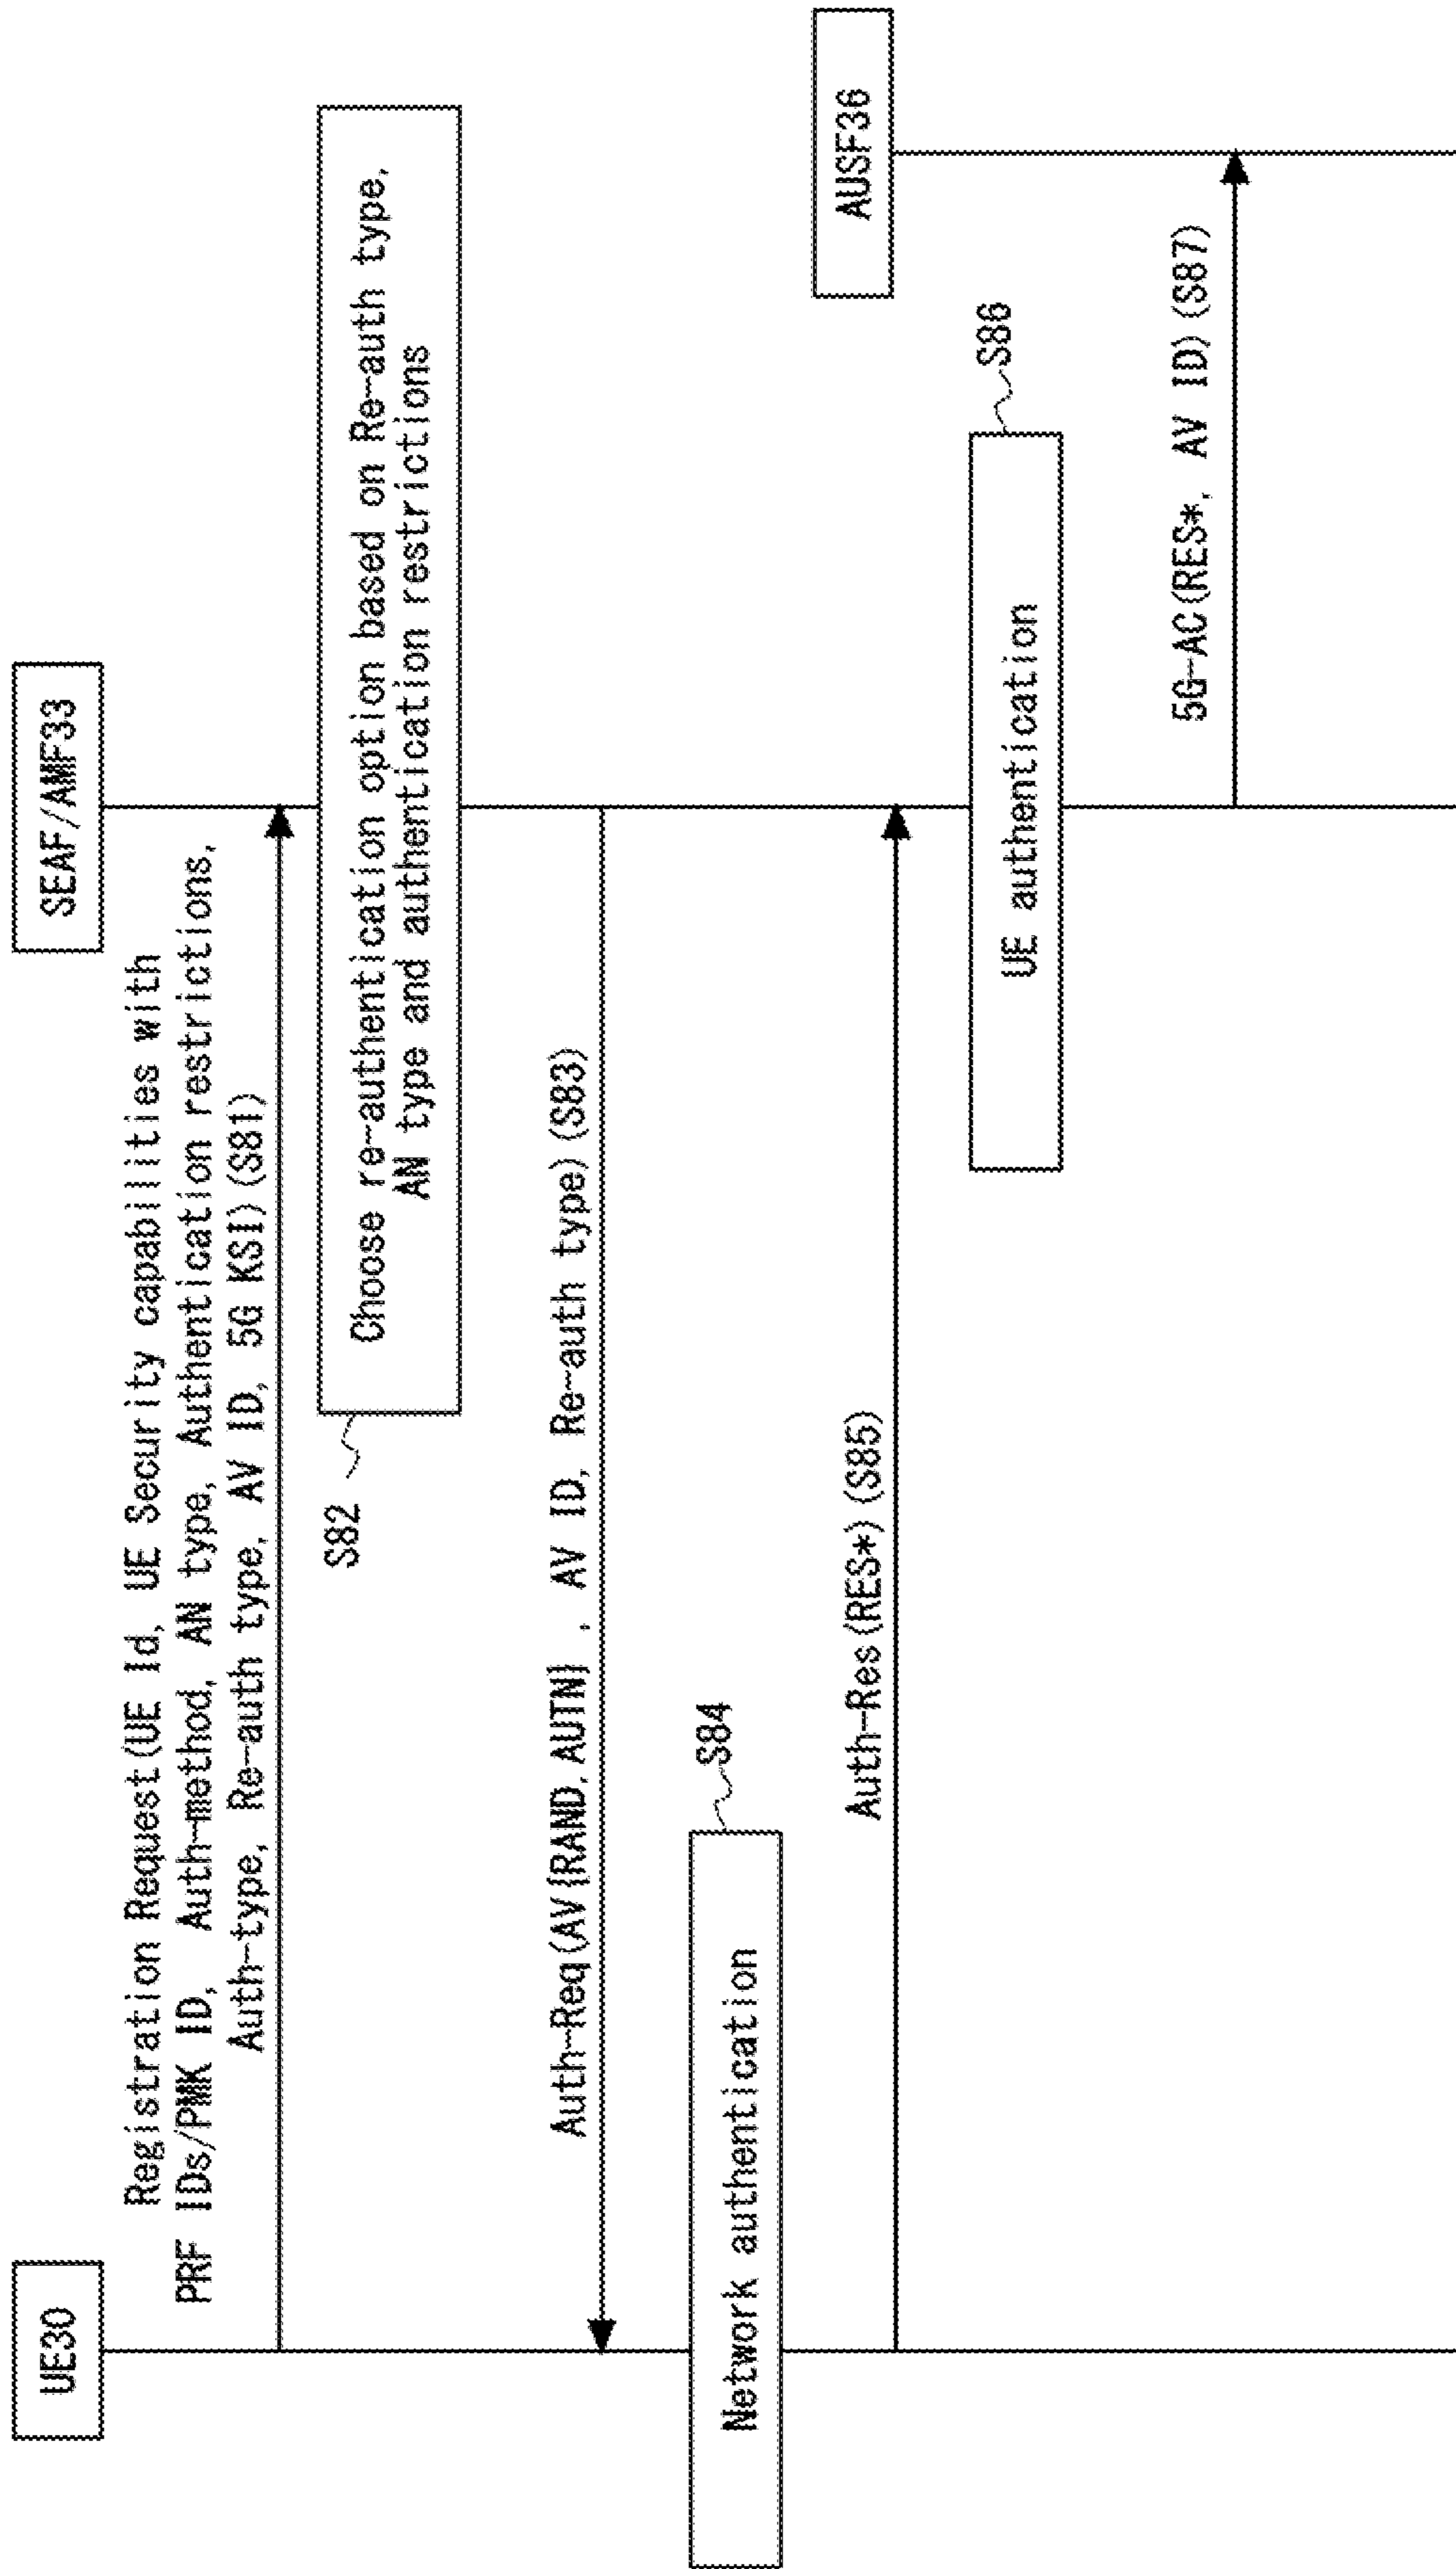 UE30
SEAF/AMF33
Registration Request(UE Id, UE Security capabilities with
PRF IDs/PMK ID, Auth-method, AN type, Authentication restrictions,
Auth-type, Re-auth type, AV ID, 5G KSI)(S81)
S82
Choose re-authentication option based on Re-auth type,
AN type and authentication restrictions
Auth-Req(AV{RAND,AUTN}, AV ID, Re-auth type)(S83)
Network authentication
S84
AUSF36
Auth-Res(RES*)(S85)
UE authentication
S86
5G-AC(RES*, AV ID)(S87)